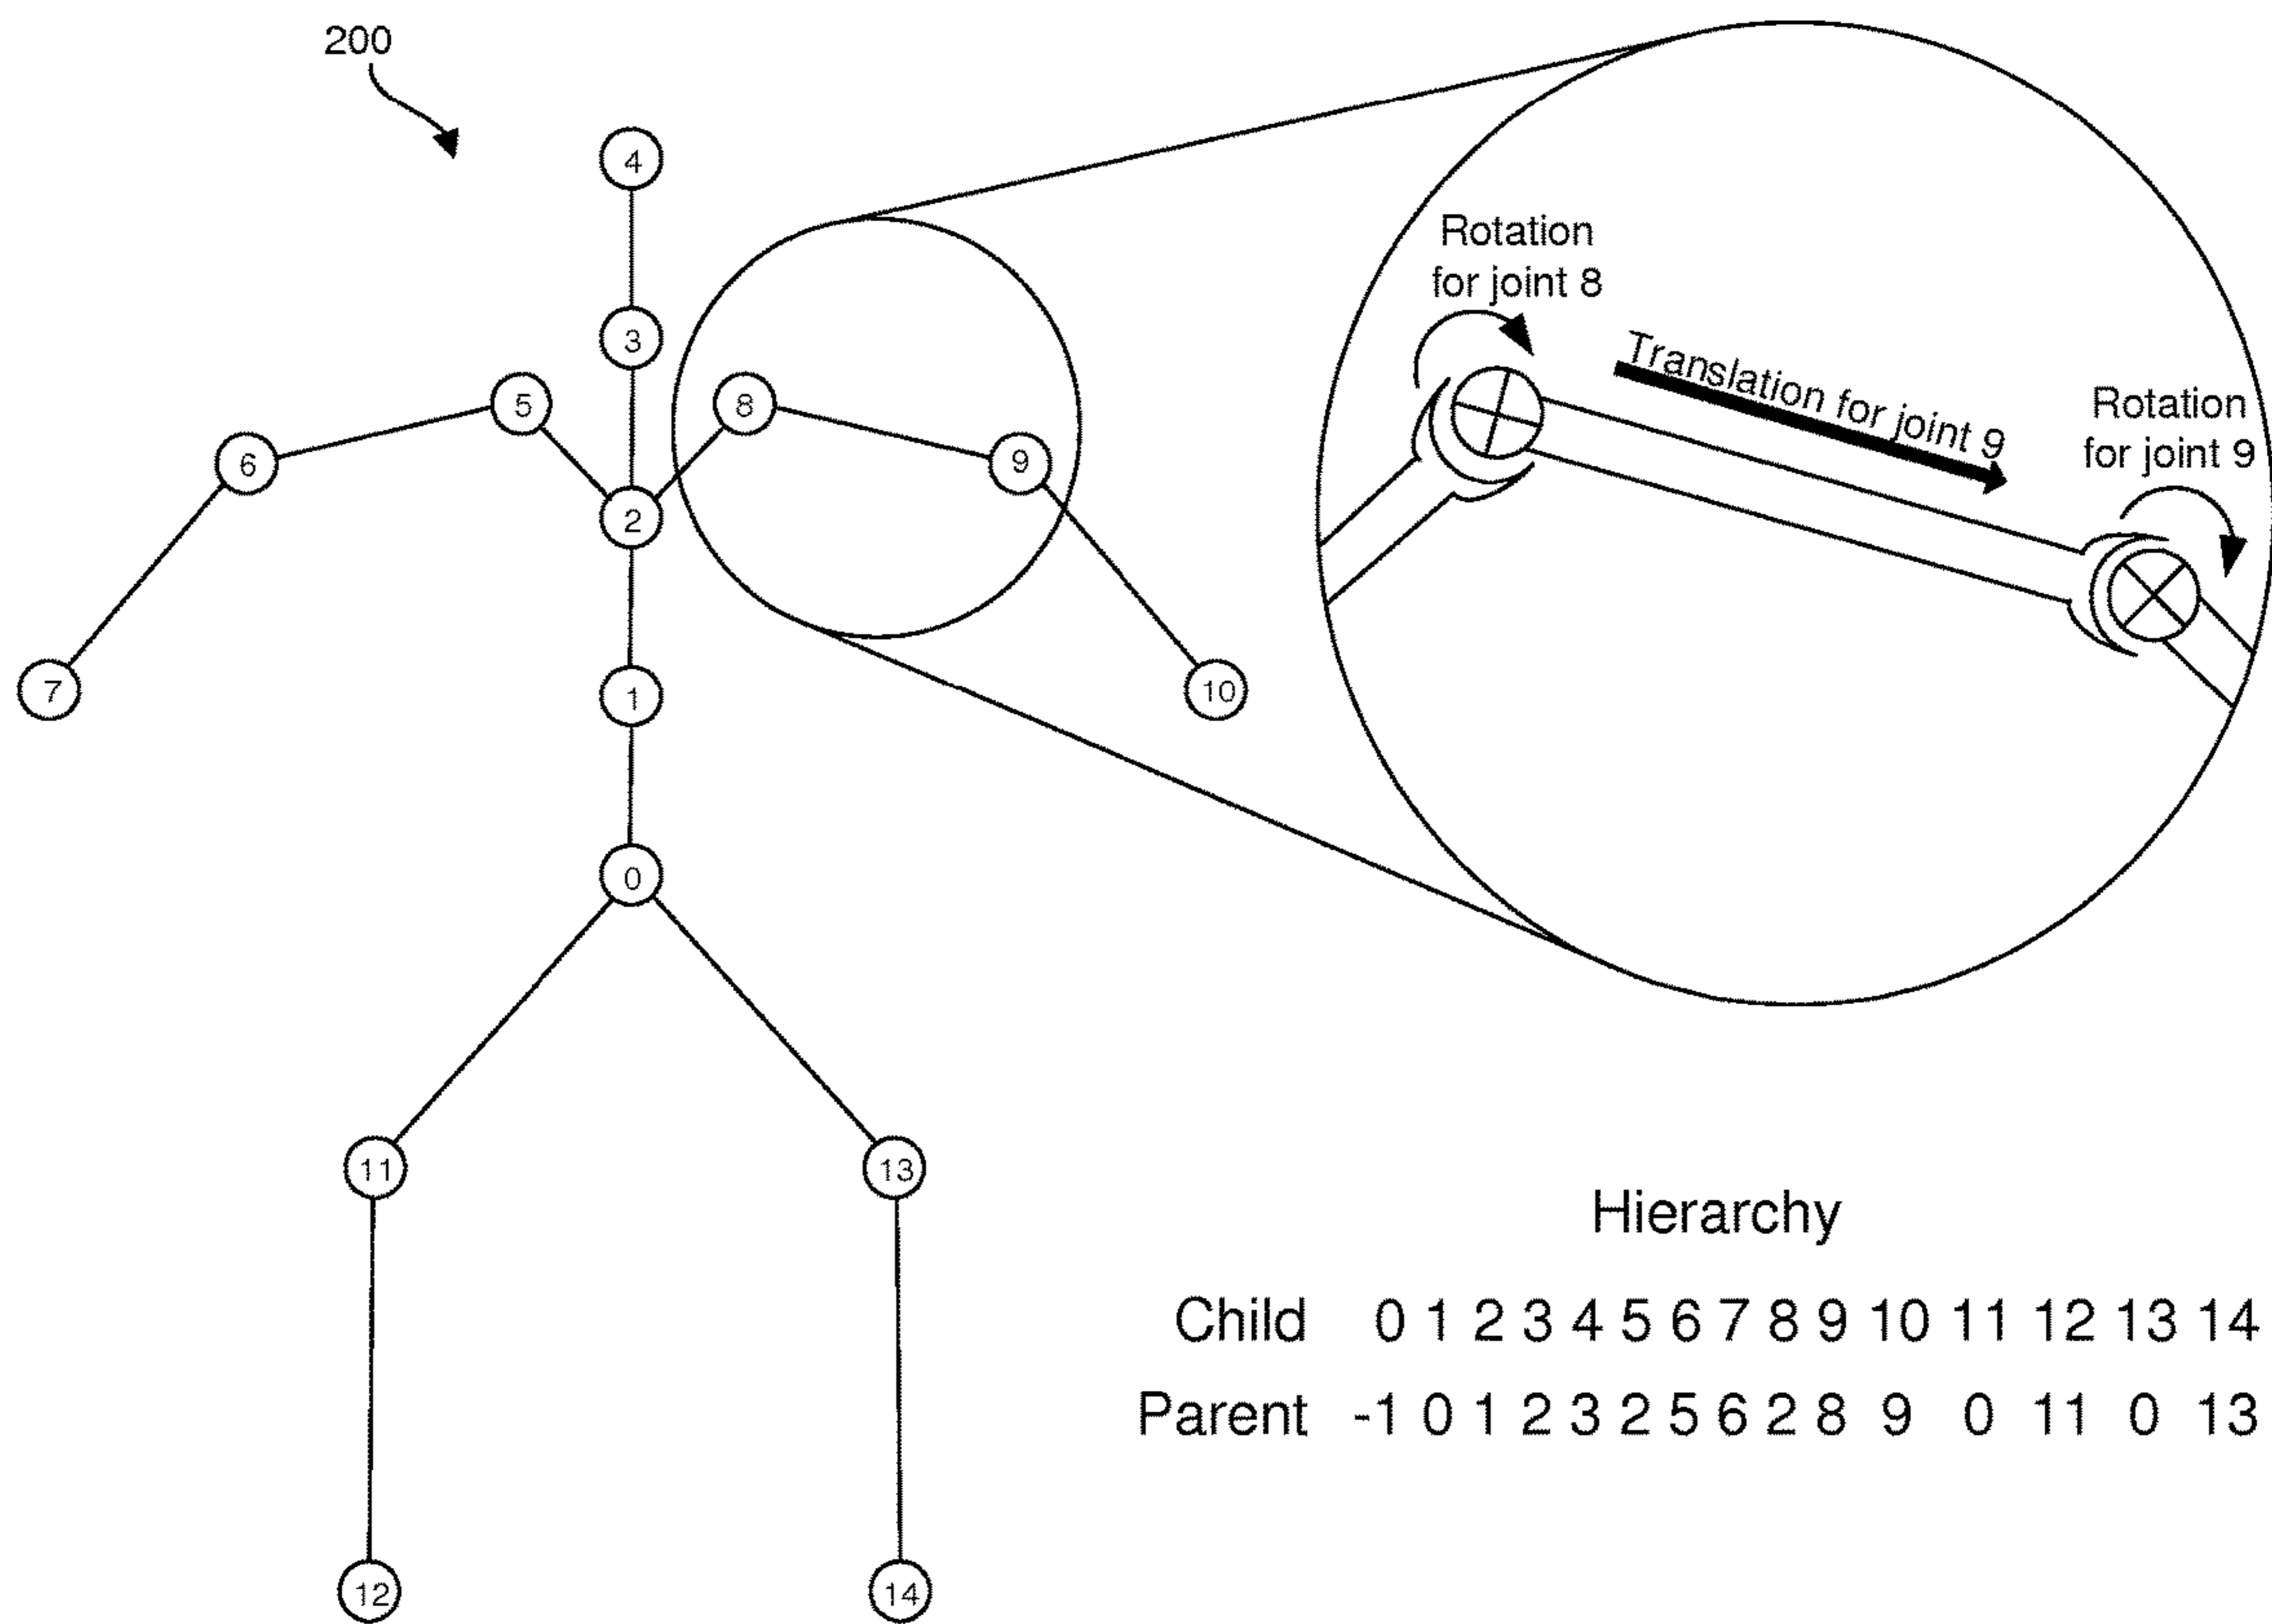 200
4
3
5
8
6
9
2
7
1
10
0
11
13
12
14
Rotation
for joint 8
Translation for joint 9
Rotation
for joint 9
Hierarchy
Child 0 1 2 3 4 5 6 7 8 9 10 11 12 13 14
Parent -1 0 1 2 3 2 5 6 2 8 9 0 11 0 13